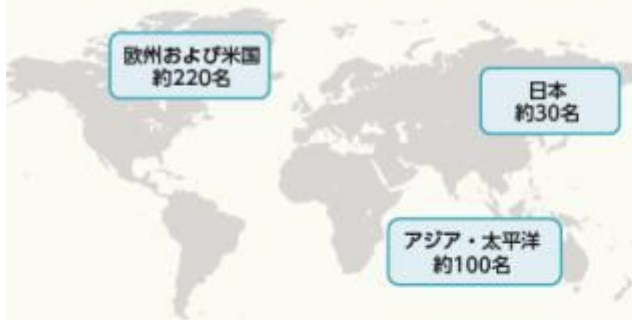 欧州および米国
約220名
日本
約30名
アジア・太平洋
約100名